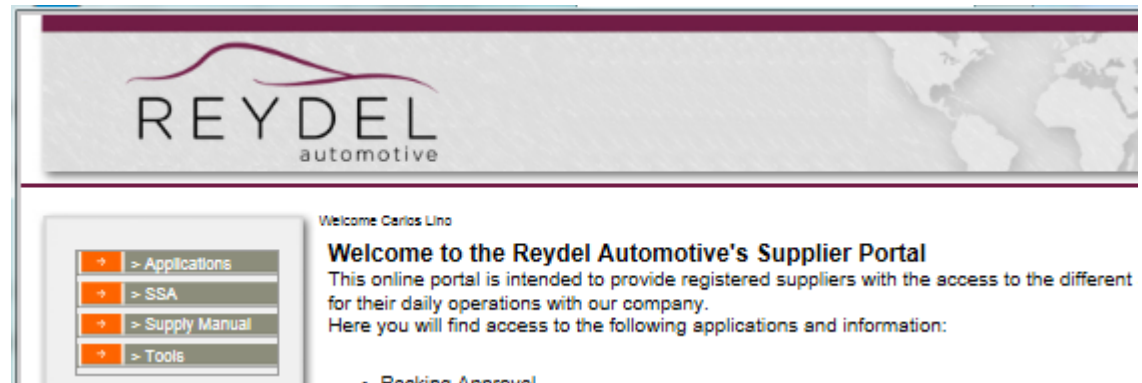 REYDEL
automotive
Welcome Carlos Lino
Welcome to the Reydel Automotive's Supplier Portal
This online portal is intended to provide registered suppliers with the access to the different
for their daily operations with our company.
Here you will find access to the following applications and information:
> Applications
> SSA
> Supply Manual
> Tools
• Packing Approval